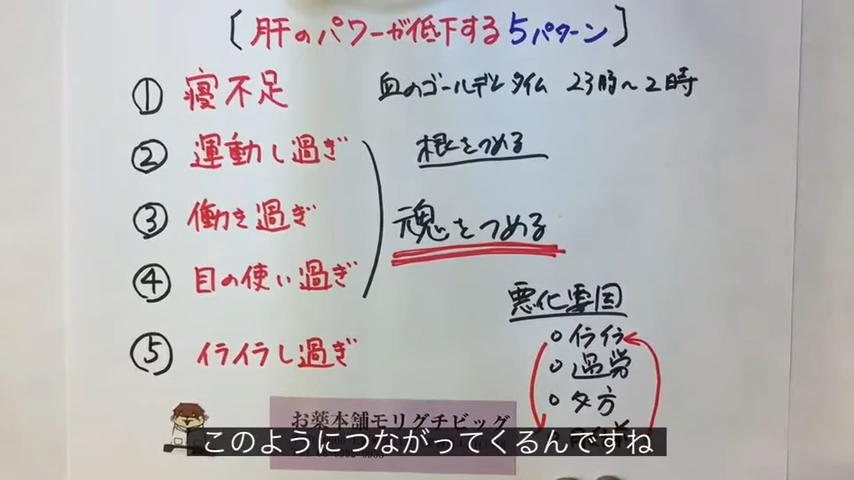 [肝のパワーが低下する5パターン]
① 寝不足 血のゴールデンタイム 23時～2時
② 運動し過ぎ 根をつめる
③ 働き過ぎ 魂をつめる
④ 目の使い過ぎ
⑤ イライラし過ぎ
悪化要因
○イライラ
○過労
○夕方
お薬本舗モリグチビッグ
このようにつながってくるんですね